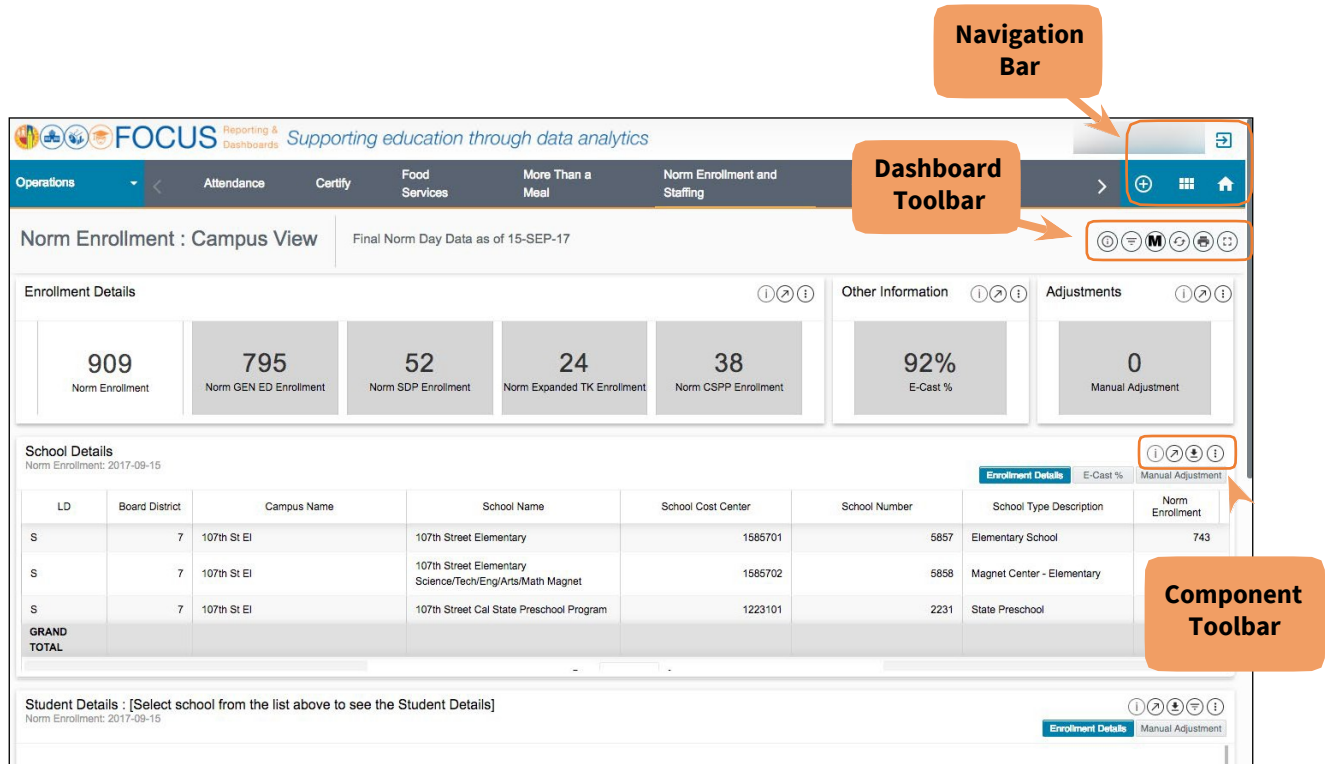 Navigation
Bar
FOCUS Reporting & Dashboards Supporting education through data analytics
Dashboard
Toolbar
Operations Attendance Certify Food Services More Than a Meal Norm Enrollment and Staffing
Norm Enrollment : Campus View Final Norm Day Data as of 15-SEP-17
M
Enrollment Details
Other Information
Adjustments
909
Norm Enrollment
795
Norm GEN ED Enrollment
52
Norm SDP Enrollment
24
Norm Expanded TK Enrollment
38
Norm CSPP Enrollment
92%
E-Cast %
0
Manual Adjustment
School Details
Norm Enrollment: 2017-09-15
Enrollment Details E-Cast % Manual Adjustment
LD Board District Campus Name School Name School Cost Center School Number School Type Description Norm Enrollment
S 7 107th St El 107th Street Elementary 1585701 5857 Elementary School 743
S 7 107th St El 107th Street Elementary Science/Tech/Eng/Arts/Math Magnet 1585702 5858 Magnet Center - Elementary
S 7 107th St El 107th Street Cal State Preschool Program 1223101 2231 State Preschool
GRAND
TOTAL
Component
Toolbar
Student Details : [Select school from the list above to see the Student Details]
Norm Enrollment: 2017-09-15
Enrollment Details Manual Adjustment